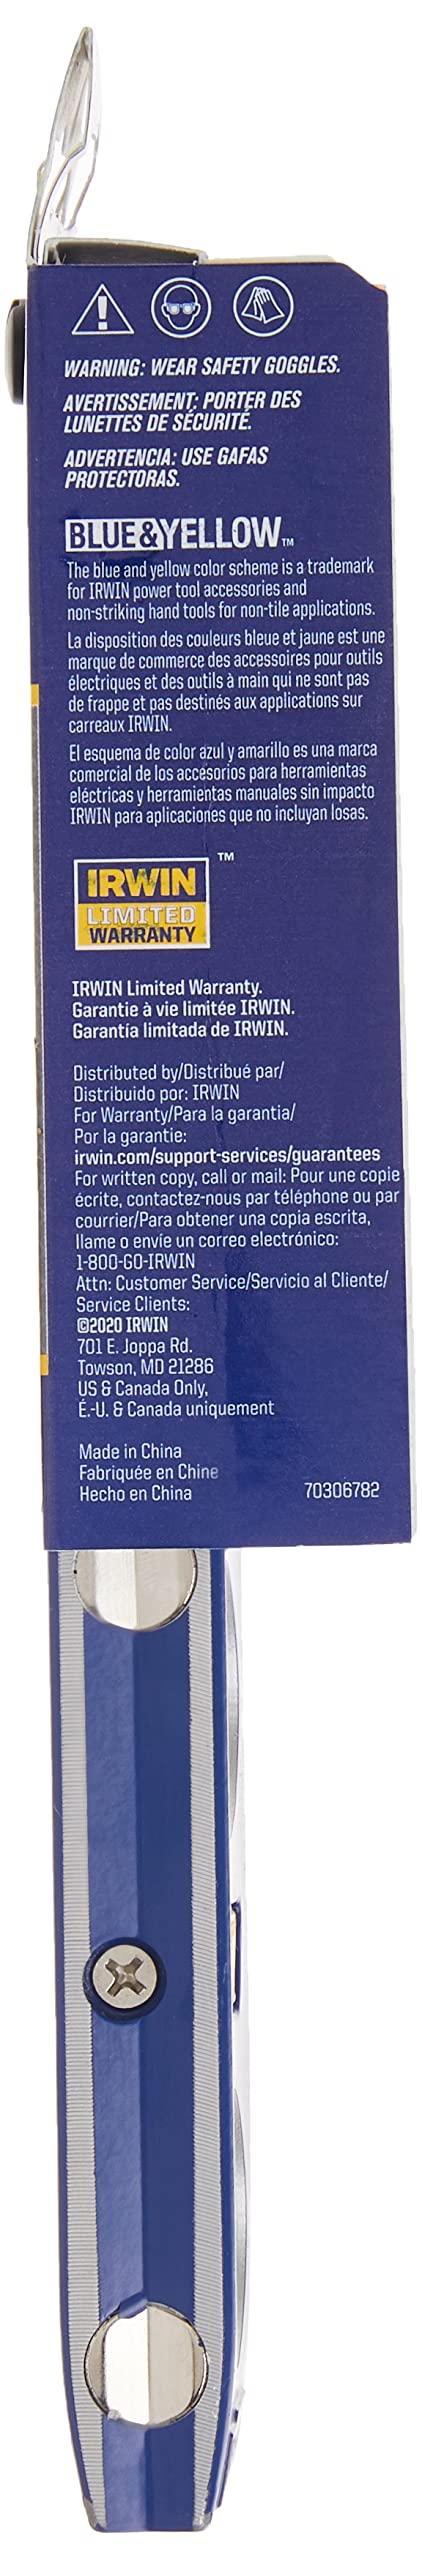 WARNING: WEAR SAFETY GOGGLES.
AVERTISSEMENT: PORTER DES
LUNETTES DE SÉCURITÉ.
ADVERTENCIA: USE GAFAS
PROTECTORAS.
BLUE&YELLOW™
The blue and yellow color scheme is a trademark
for IRWIN power tool accessories and
non-striking hand tools for non-tile applications.
La disposition des couleurs bleue et jaune est une
marque de commerce des accessoires pour outils
électriques et des outils à main qui ne sont pas
de frappe et pas destinés aux applications sur
carreaux IRWIN.
El esquema de color azul y amarillo es una marca
comercial de los accesorios para herramientas
eléctricas y herramientas manuales sin impacto
IRWIN para aplicaciones que no incluyan losas.
IRWIN ™
LIMITED
WARRANTY
IRWIN Limited Warranty.
Garantie à vie limitée IRWIN.
Garantía limitada de IRWIN.
Distributed by/Distribué par/
Distribuido por: IRWIN
For Warranty/Para la garantia/
Por la garantie:
irwin.com/support-services/guarantees
For written copy, call or mail: Pour une copie
écrite, contactez-nous par téléphone ou par
courrier/Para obtener una copia escrita,
llame o envíe un correo electrónico:
1-800-GO-IRWIN
Attn: Customer Service/Servicio al Cliente/
Service Clients:
©2020 IRWIN
701 E. Joppa Rd.
Towson, MD 21286
US & Canada Only,
É.-U. & Canada uniquement
Made in China
Fabriquée en Chine
Hecho en China 70306782